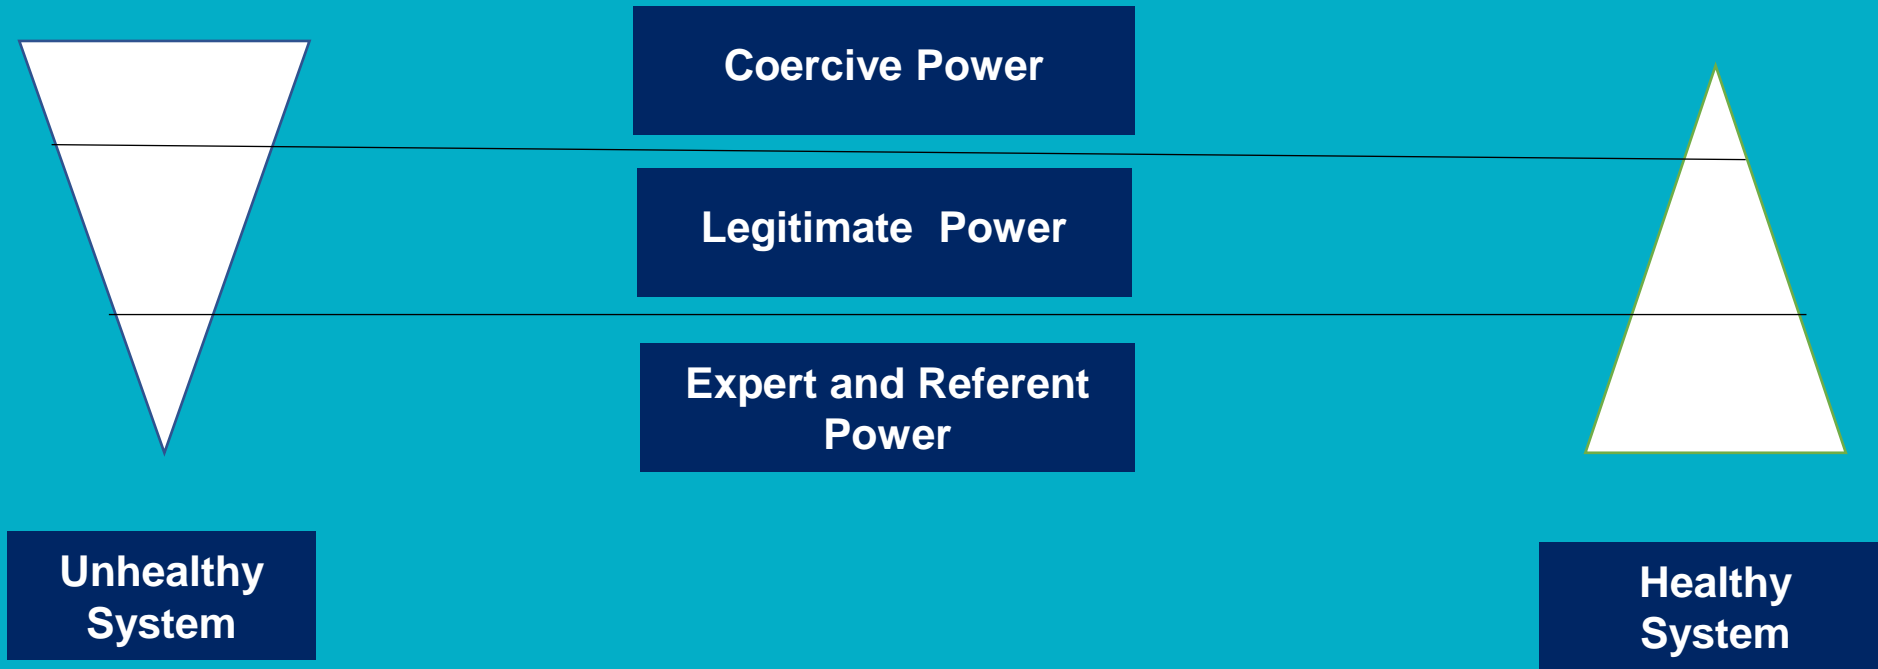 Coercive Power
Legitimate  Power
Expert and Referent
Power
Unhealthy
System
Healthy
System